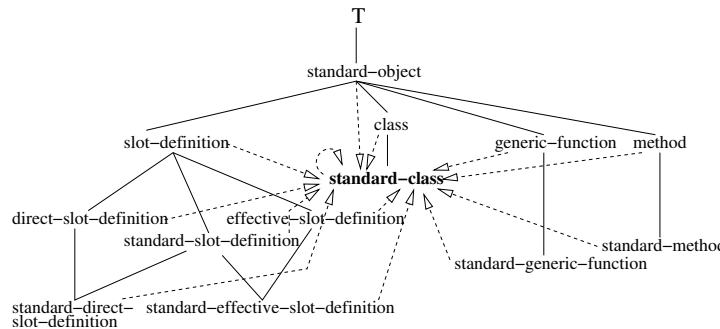 T
standard-object
class
slot-definition
generic-function
method
standard-class
direct-slot-definition
effective-slot-definition
standard-slot-definition
standard-method
standard-generic-function
standard-direct-
slot-definition
standard-effective-slot-definition